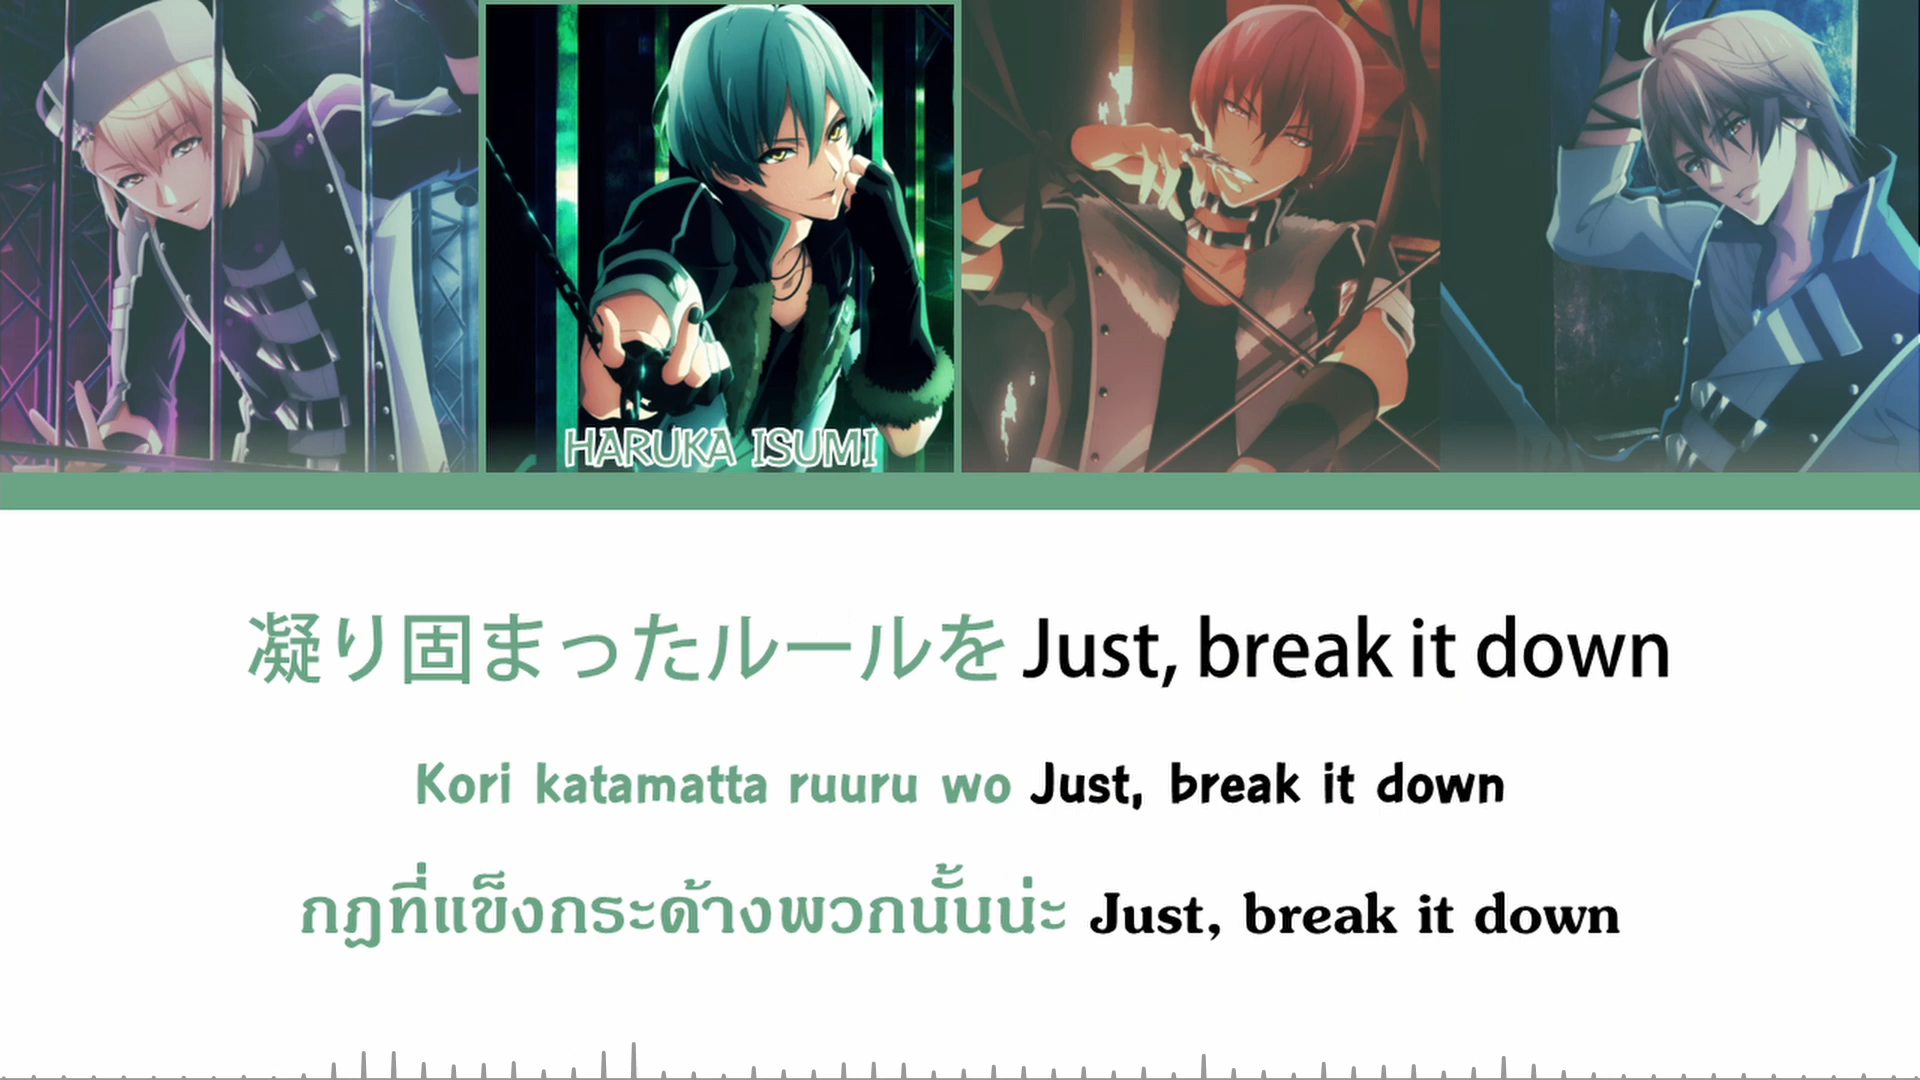 HARUKA ISUMI
凝り固まったルールを Just, break it down
Kori katamatta ruuru wo Just, break it down
กฏที่แข็งกระด้างพวกนั้นน่ะ Just, break it down